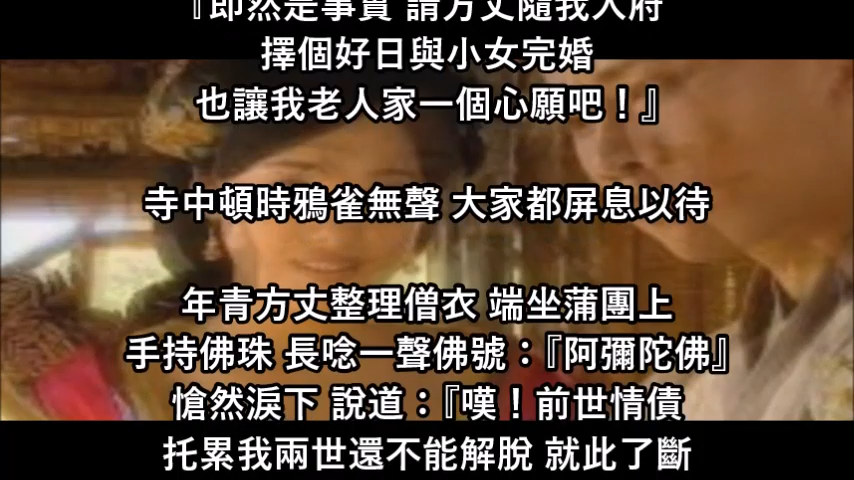 『即然是事實 請方丈隨我入府
擇個好日與小女完婚
也讓我老人家一個心願吧！』
寺中頓時鴉雀無聲 大家都屏息以待
年青方丈整理僧衣 端坐蒲團上
手持佛珠 長唸一聲佛號：『阿彌陀佛』
愴然淚下 說道：『嘆！前世情債
托累我兩世還不能解脫 就此了斷